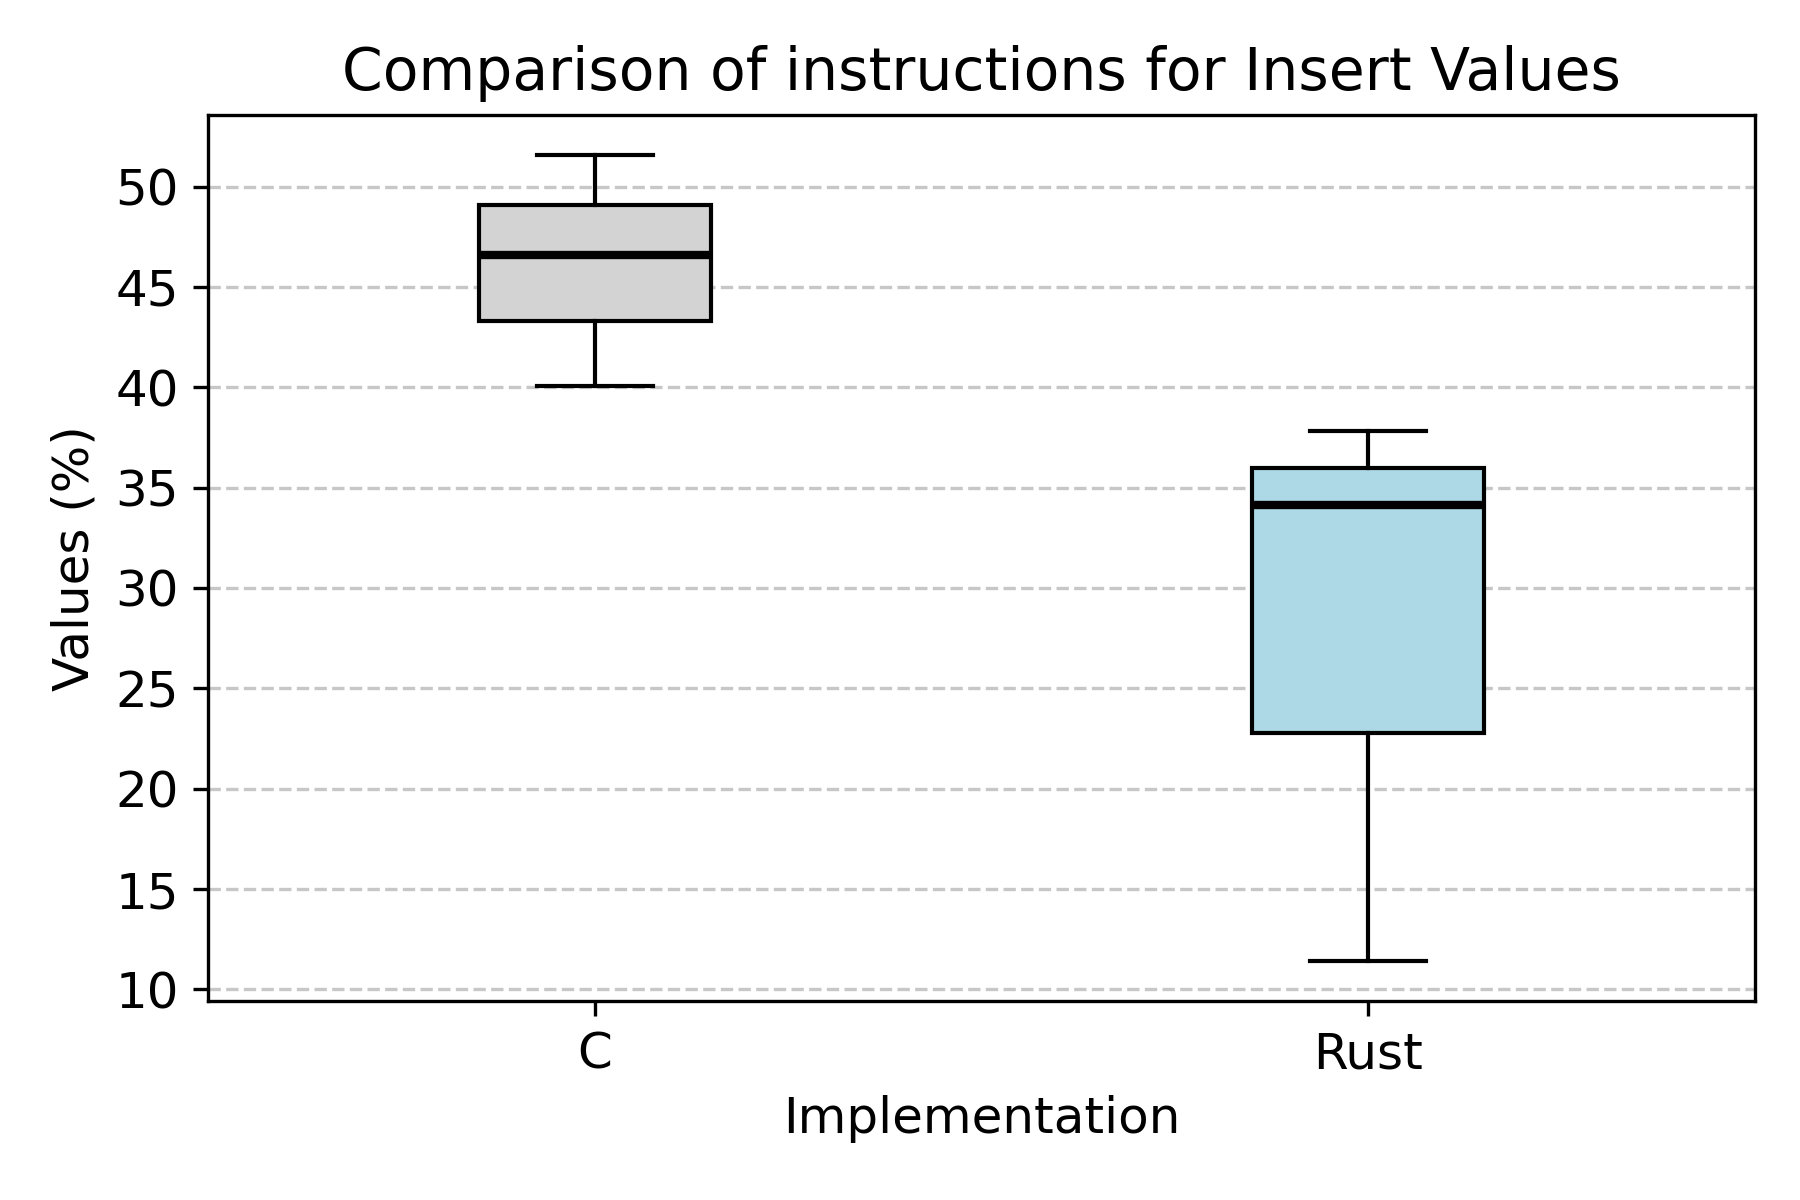 Comparison of instructions for Insert Values
50
45
40
35
30
25
20
15
10
Values (%)
C
Rust
Implementation